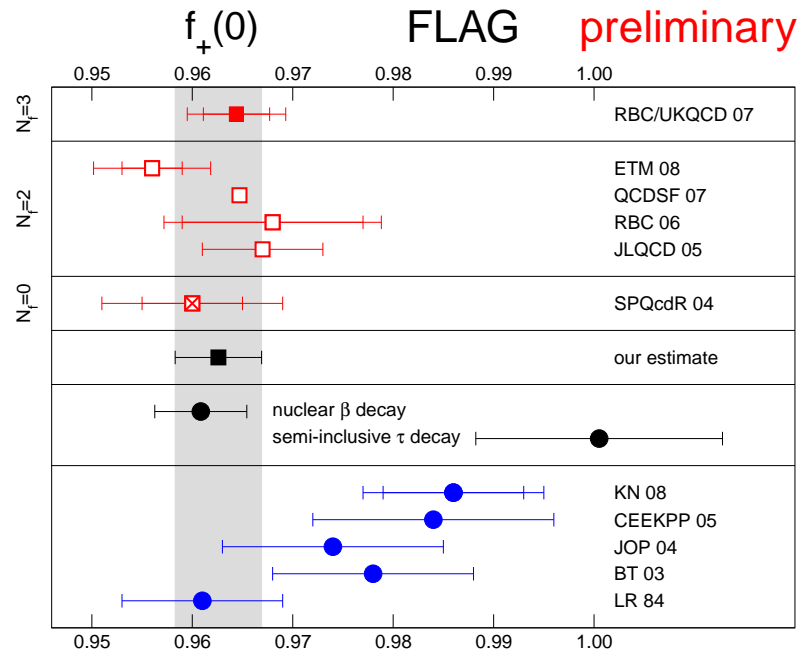 f+(0) FLAG preliminary
0.95 0.96 0.97 0.98 0.99 1.00
Nf=3
RBC/UKQCD 07
Nf=2
ETM 08
QCDSF 07
RBC 06
JLQCD 05
Nf=0
SPQcdR 04
our estimate
nuclear β decay
semi-inclusive τ decay
KN 08
CEEKPP 05
JOP 04
BT 03
LR 84
0.95 0.96 0.97 0.98 0.99 1.00